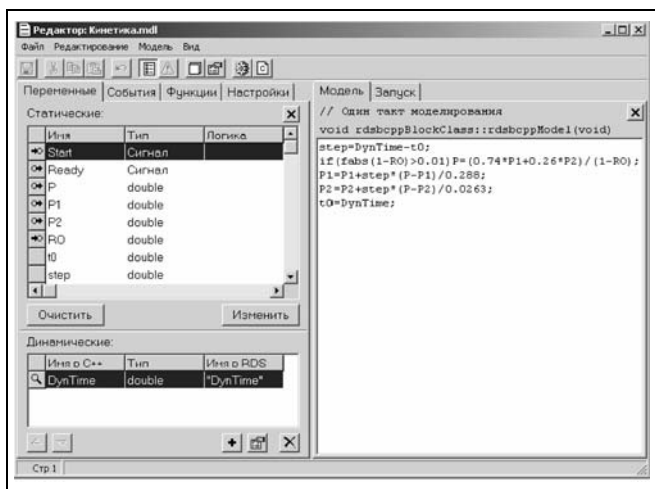 Редактор: Кинетика.mdl
Файл Редактирование Модель Вид
Переменные События Функции Настройки
Статические:
Имя Тип Логика
Start Сигнал
Ready Сигнал
P double
P1 double
P2 double
RO double
t0 double
step double
Очистить Изменить
Динамические:
Имя в C++ Тип Имя в RDS
DynTime double "DynTime"
Модель Запуск
// Один такт моделирования
void rdsbcppBlockClass::rdsbcppModel(void)
step=DynTime-t0;
if(fabs(1-RO)>0.01)P=(0.74*P1+0.26*P2)/(1-RO);
P1=P1+step*(P-P1)/0.288;
P2=P2+step*(P-P2)/0.0263;
t0=DynTime;
Стр 1